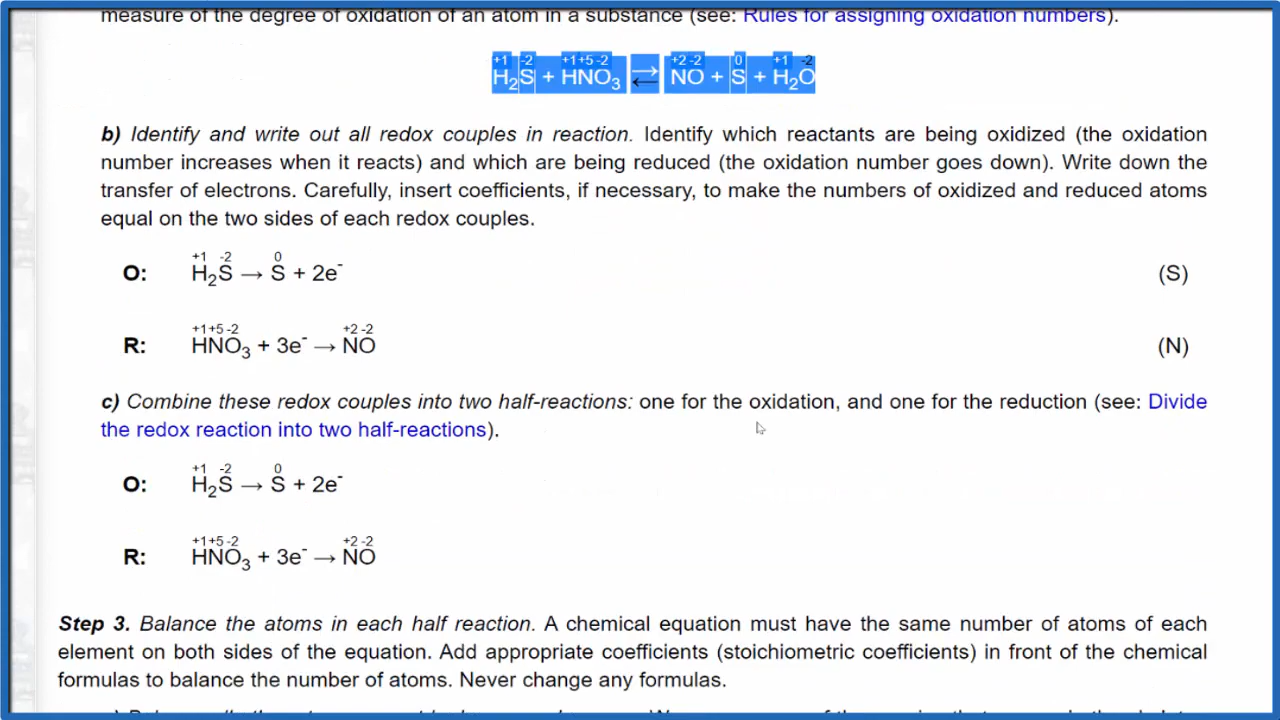 measure of the degree of oxidation of an atom in a substance (see: Rules for assigning oxidation numbers).
+1 -2 +1+5-2 +2-2 0 +1 -2
H₂S + HNO₃ ⇄ NO + S + H₂O
b) Identify and write out all redox couples in reaction. Identify which reactants are being oxidized (the oxidation
number increases when it reacts) and which are being reduced (the oxidation number goes down). Write down the
transfer of electrons. Carefully, insert coefficients, if necessary, to make the numbers of oxidized and reduced atoms
equal on the two sides of each redox couples.
+1 -2 0
O: H₂S → S + 2e⁻ (S)
+1+5-2 +2-2
R: HNO₃ + 3e⁻ → NO (N)
c) Combine these redox couples into two half-reactions: one for the oxidation, and one for the reduction (see: Divide
the redox reaction into two half-reactions).
+1 -2 0
O: H₂S → S + 2e⁻
+1+5-2 +2-2
R: HNO₃ + 3e⁻ → NO
Step 3. Balance the atoms in each half reaction. A chemical equation must have the same number of atoms of each
element on both sides of the equation. Add appropriate coefficients (stoichiometric coefficients) in front of the chemical
formulas to balance the number of atoms. Never change any formulas.